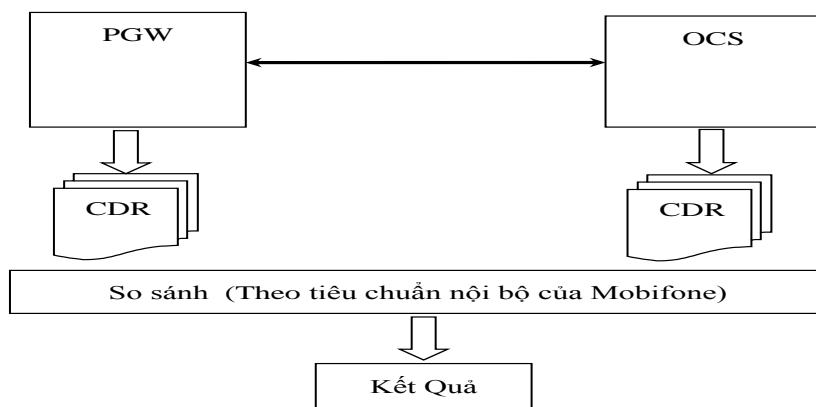 PGW
OCS
CDR
CDR
So sánh (Theo tiêu chuẩn nội bộ của Mobifone)
Kết Quả